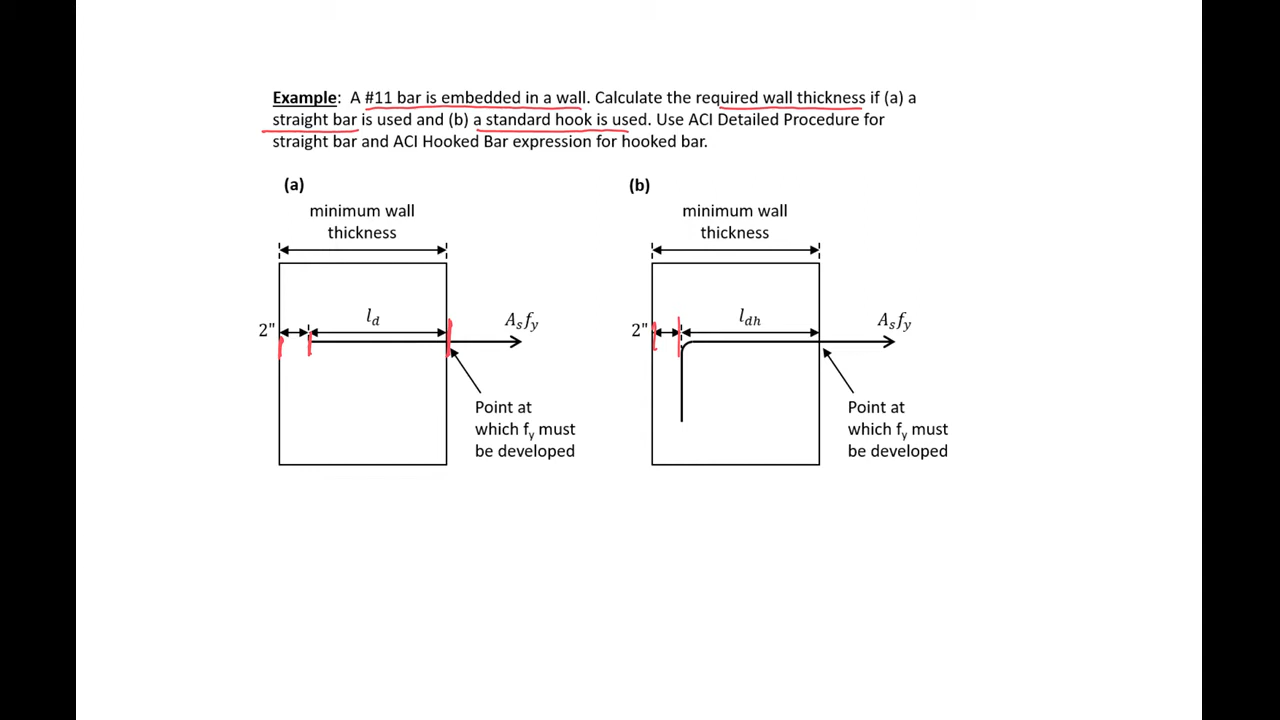 Example: A #11 bar is embedded in a wall. Calculate the required wall thickness if (a) a
straight bar is used and (b) a standard hook is used. Use ACI Detailed Procedure for
straight bar and ACI Hooked Bar expression for hooked bar.
(a)
minimum wall
thickness
2"
l_d
A_s f_y
Point at
which f_y must
be developed
(b)
minimum wall
thickness
2"
l_dh
A_s f_y
Point at
which f_y must
be developed